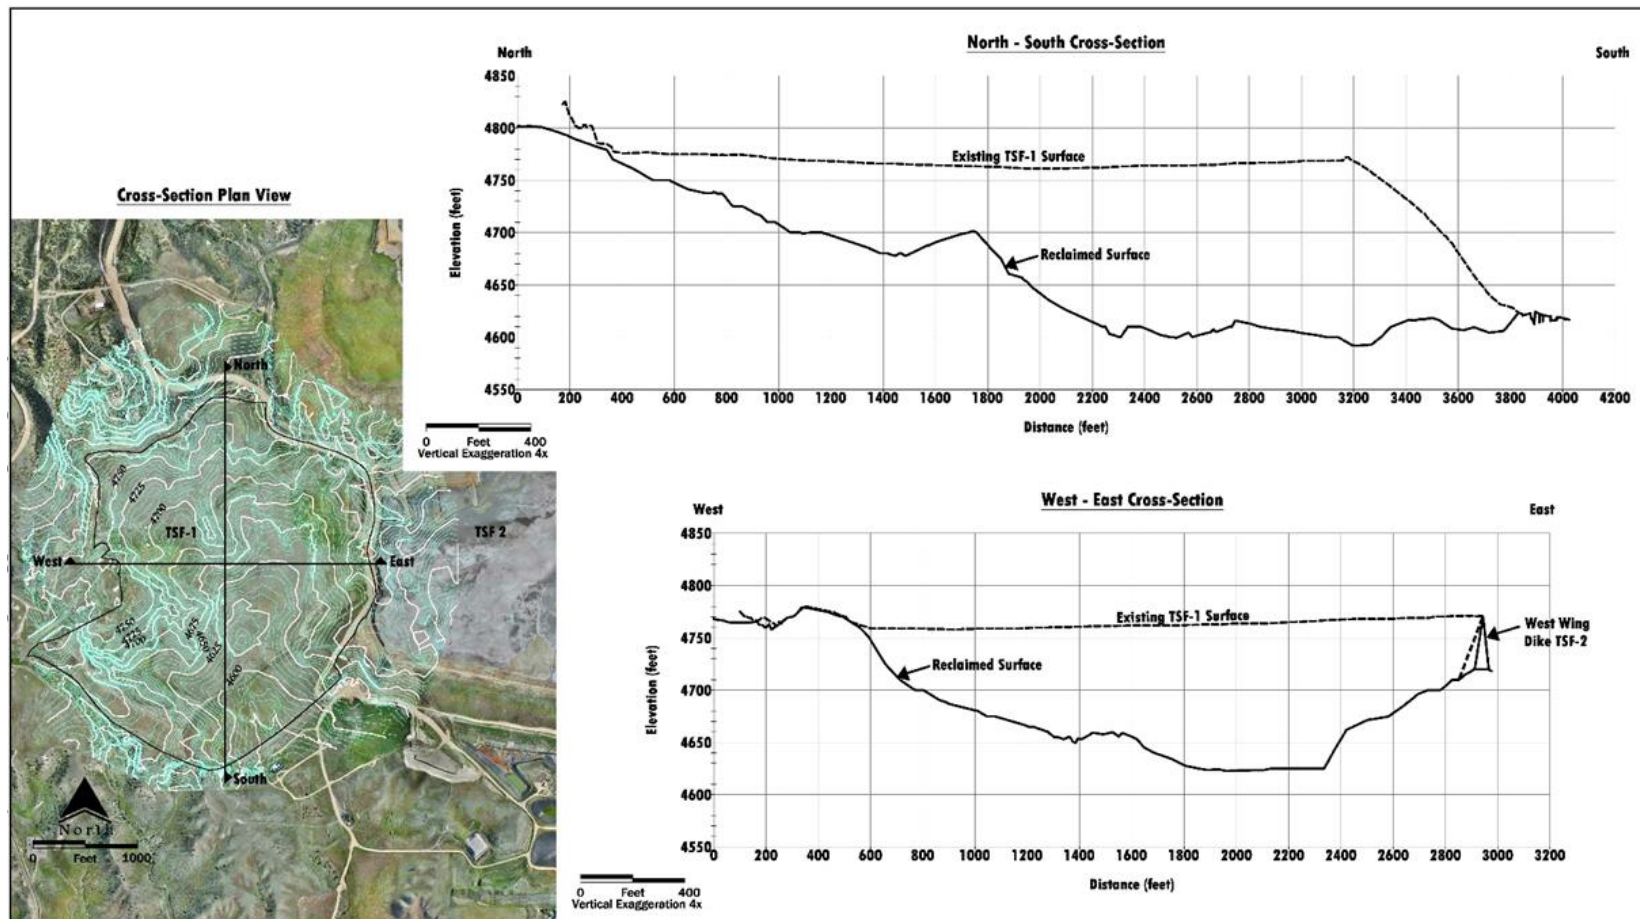 North - South Cross-Section
North
South
4850
4800
4750
4700
4650
4600
4550
Elevation (feet)
Existing TSF-1 Surface
Reclaimed Surface
0 200 400 600 800 1000 1200 1400 1600 1800 2000 2200 2400 2600 2800 3000 3200 3400 3600 3800 4000 4200
Distance (feet)
0 Feet 400
Vertical Exaggeration 4x
Cross-Section Plan View
North
4750
4725
4700
TSF-1
TSF 2
West
East
4750
4725
4700
4625
4650
4625
4600
South
North
0 Feet 1000
West - East Cross-Section
West
East
4850
4800
4750
4700
4650
4600
4550
Elevation (feet)
Existing TSF-1 Surface
West Wing
Dike TSF-2
Reclaimed Surface
0 200 400 600 800 1000 1200 1400 1600 1800 2000 2200 2400 2600 2800 3000 3200
Distance (feet)
0 Feet 400
Vertical Exaggeration 4x